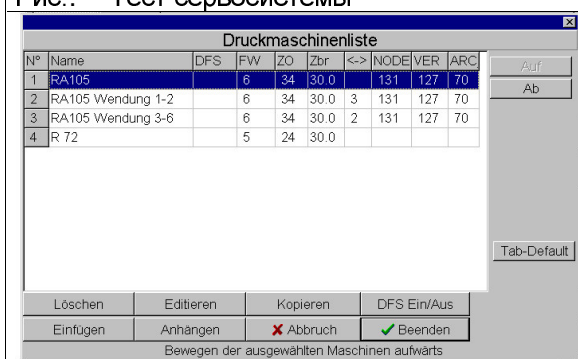 Рис.: Тест сервосистемы
Druckmaschinenliste
N° Name DFS FW ZO Zbr <-> NODE VER ARC
1 RA105 6 34 30.0 131 127 70
2 RA105 Wendung 1-2 6 34 30.0 3 131 127 70
3 RA105 Wendung 3-6 6 34 30.0 2 131 127 70
4 R 72 5 24 30.0
Auf
Ab
Tab-Default
Löschen Editieren Kopieren DFS Ein/Aus
Einfügen Anhängen Abbruch Beenden
Bewegen der ausgewählten Maschinen aufwärts